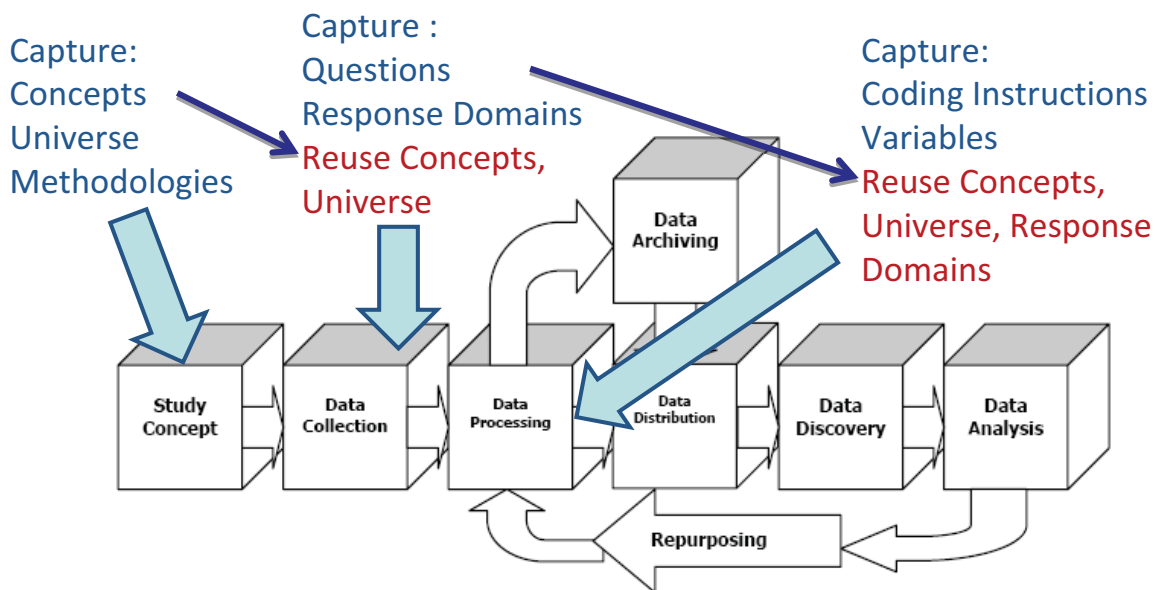 Capture:
Concepts
Universe
Methodologies
Capture :
Questions
Response Domains
Reuse Concepts,
Universe
Capture:
Coding Instructions
Variables
Reuse Concepts,
Universe, Response
Domains
Data
Archiving
Study
Concept
Data
Collection
Data
Processing
Data
Distribution
Data
Discovery
Data
Analysis
Repurposing